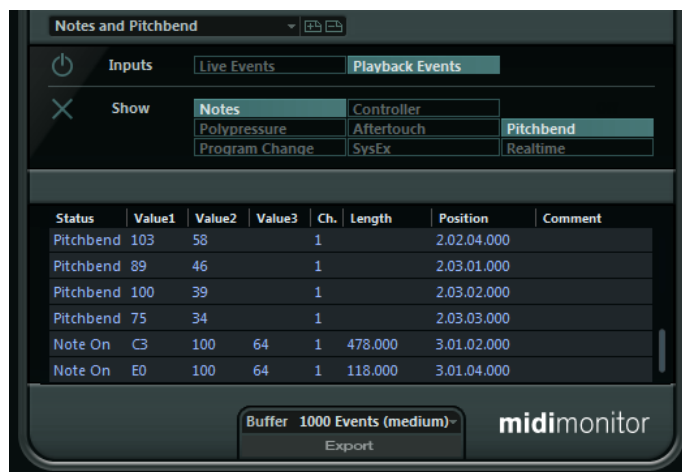 Notes and Pitchbend
Inputs Live Events Playback Events
Show Notes Controller
Polypressure Aftertouch Pitchbend
Program Change SysEx Realtime
Status Value1 Value2 Value3 Ch. Length Position Comment
Pitchbend 103 58 1 2.02.04.000
Pitchbend 89 46 1 2.03.01.000
Pitchbend 100 39 1 2.03.02.000
Pitchbend 75 34 1 2.03.03.000
Note On C3 100 64 1 478.000 3.01.02.000
Note On E0 100 64 1 118.000 3.01.04.000
Buffer 1000 Events (medium)
Export
midimonitor